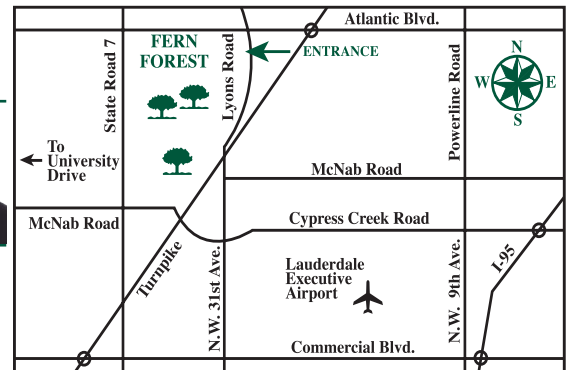 Atlantic Blvd.
FERN
FOREST
ENTRANCE
State Road 7
Lyons Road
Powerline Road
N
W
E
S
To
University
Drive
McNab Road
McNab Road
Cypress Creek Road
Turnpike
N.W. 31st Ave.
Lauderdale
Executive
Airport
N.W. 9th Ave.
I-95
Commercial Blvd.